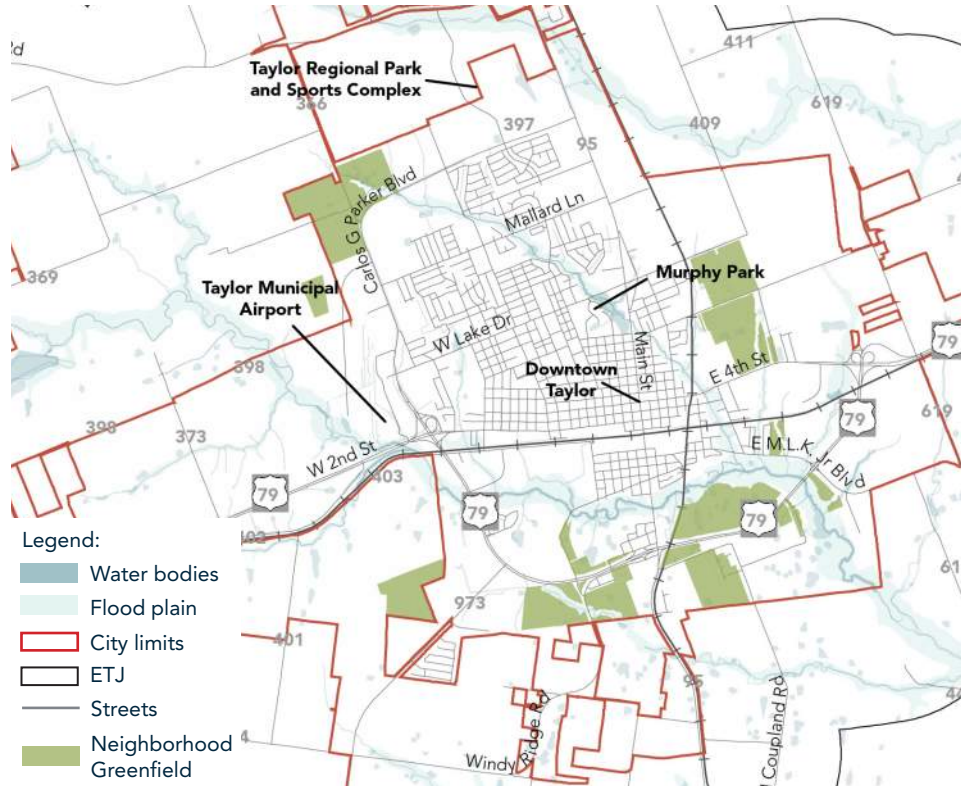 Rd
411
Taylor Regional Park
and Sports Complex
619
366
397
409
95
Carlos G Parker Blvd
Mallard Ln
369
Murphy Park
Taylor Municipal
Airport
W Lake Dr
Main St
79
398
Downtown
Taylor
E 4th St
619
398
373
79
W 2nd St
E M.L.K. Jr Blvd
403
79
79
79
Legend:
Water bodies
Flood plain
City limits
ETJ
Streets
Neighborhood
Greenfield
973
401
95
Windy Ridge Rd
Coupland Rd